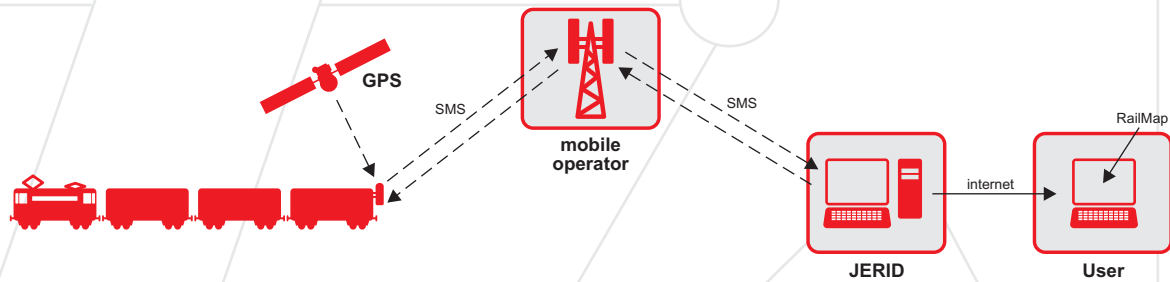 GPS
SMS
mobile
operator
SMS
RailMap
internet
JERID
User